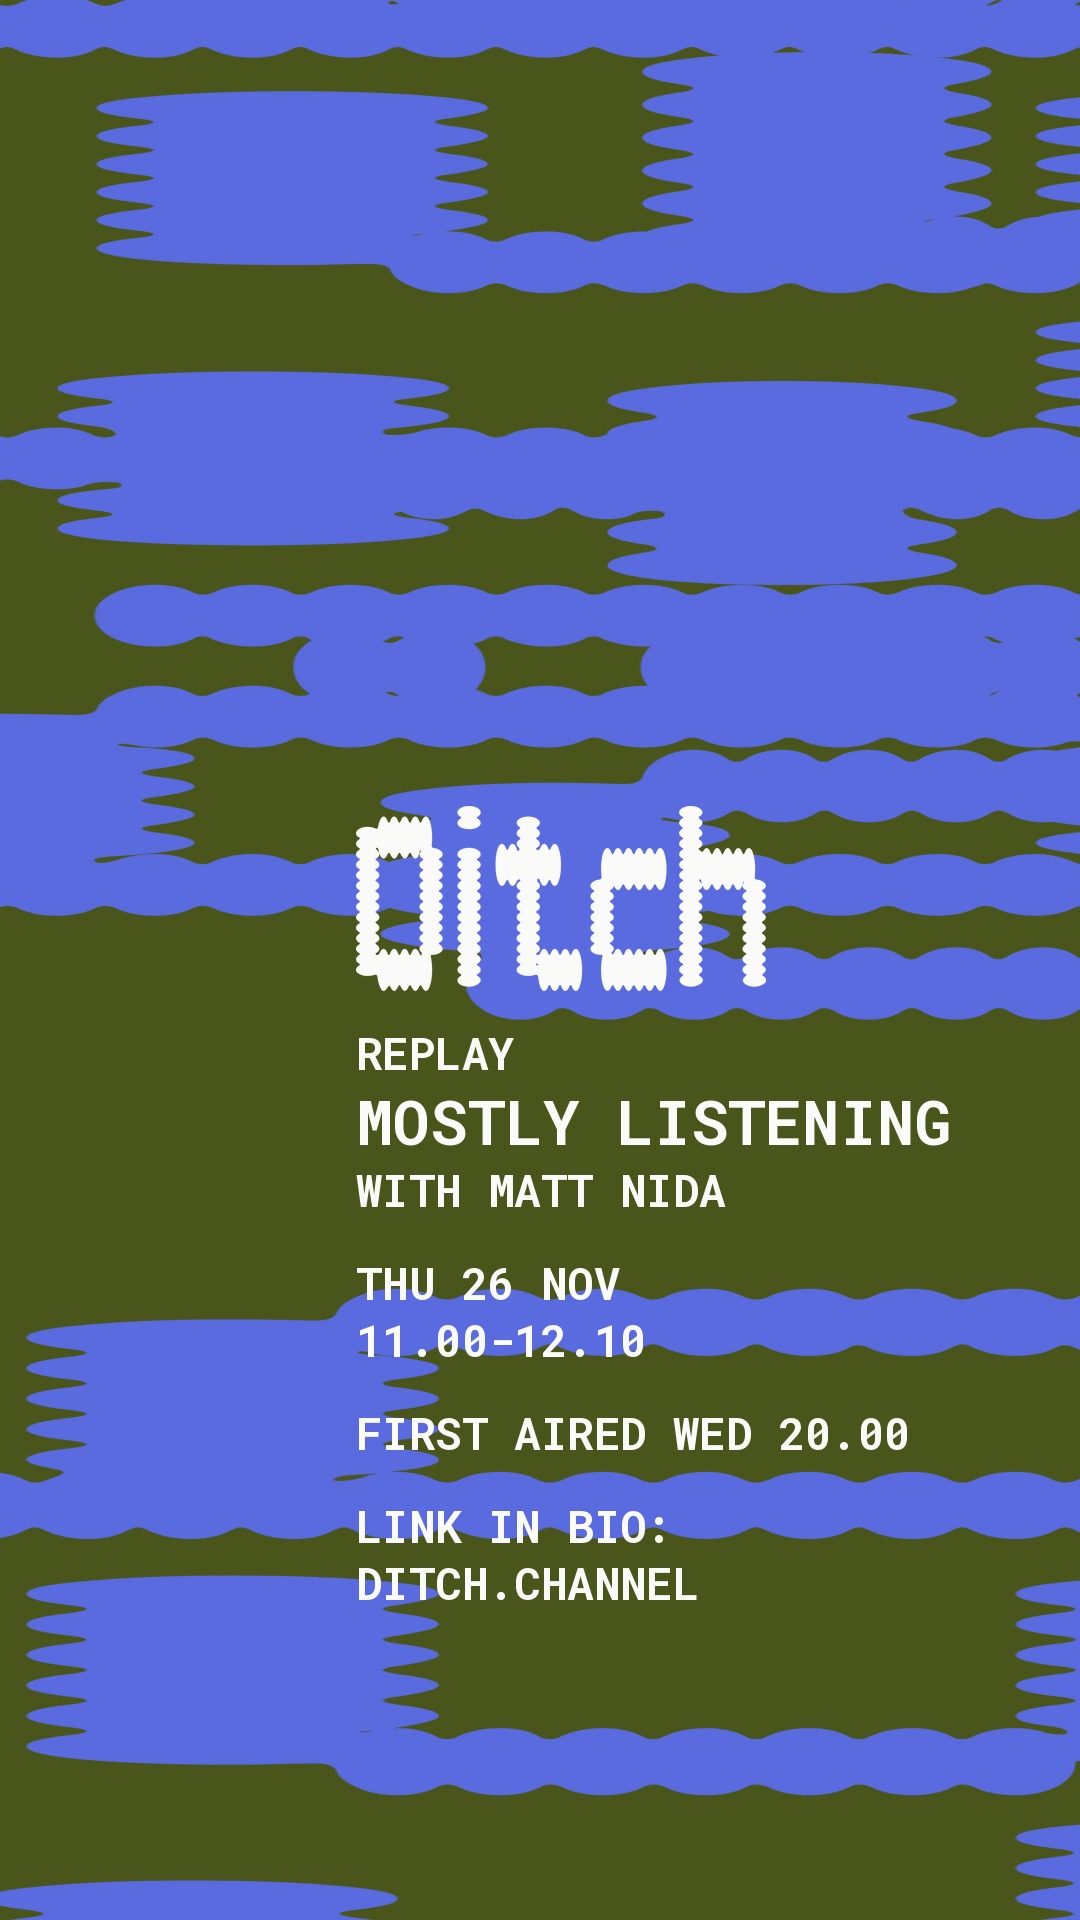 Ditch
REPLAY
MOSTLY LISTENING
WITH MATT NIDA
THU 26 NOV
11.00-12.10
FIRST AIRED WED 20.00
LINK IN BIO:
DITCH.CHANNEL